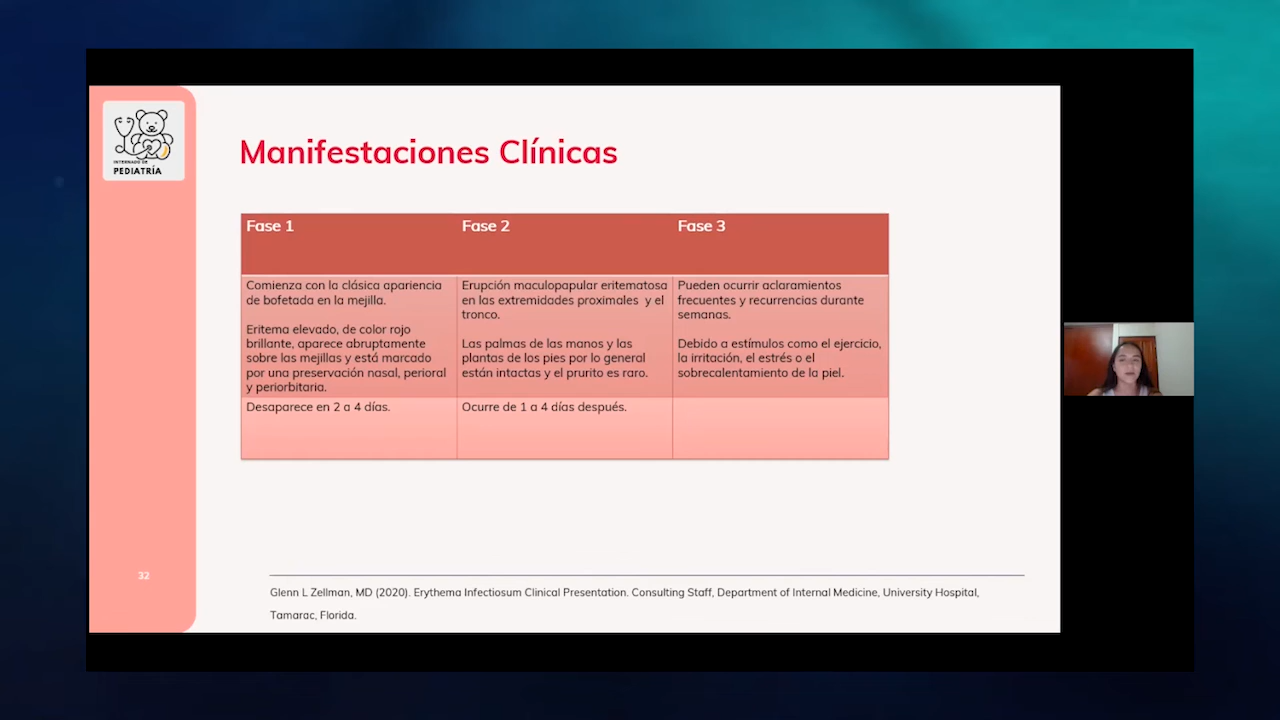 INTERNADO DE
PEDIATRÍA
Manifestaciones Clínicas
Fase 1
Comienza con la clásica apariencia
de bofetada en la mejilla.
Eritema elevado, de color rojo
brillante, aparece abruptamente
sobre las mejillas y está marcado
por una preservación nasal, perioral
y periorbitaria.
Desaparece en 2 a 4 días.
Fase 2
Erupción maculopapular eritematosa
en las extremidades proximales y el
tronco.
Las palmas de las manos y las
plantas de los pies por lo general
están intactas y el prurito es raro.
Ocurre de 1 a 4 días después.
Fase 3
Pueden ocurrir aclaramientos
frecuentes y recurrencias durante
semanas.
Debido a estímulos como el ejercicio,
la irritación, el estrés o el
sobrecalentamiento de la piel.
32
Glenn L Zellman, MD (2020). Erythema Infectiosum Clinical Presentation. Consulting Staff, Department of Internal Medicine, University Hospital,
Tamarac, Florida.